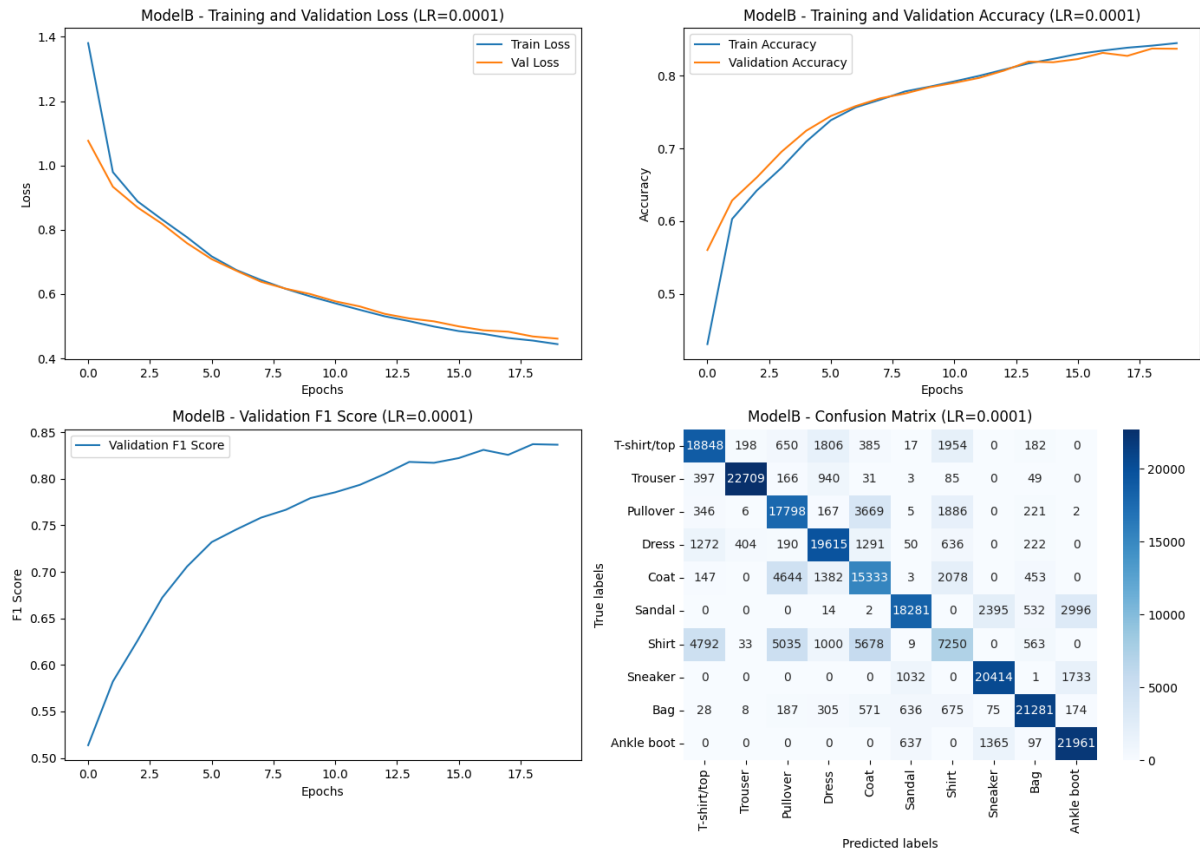 ModelB - Training and Validation Loss (LR=0.0001)
1.4
1.2
1.0
0.8
0.6
0.4
Loss
Train Loss
Val Loss
0.0 2.5 5.0 7.5 10.0 12.5 15.0 17.5
Epochs
ModelB - Training and Validation Accuracy (LR=0.0001)
0.8
0.7
0.6
0.5
Accuracy
Train Accuracy
Validation Accuracy
0.0 2.5 5.0 7.5 10.0 12.5 15.0 17.5
Epochs
ModelB - Validation F1 Score (LR=0.0001)
0.85
0.80
0.75
0.70
0.65
0.60
0.55
0.50
F1 Score
Validation F1 Score
0.0 2.5 5.0 7.5 10.0 12.5 15.0 17.5
Epochs
ModelB - Confusion Matrix (LR=0.0001)
True labels
T-shirt/top 18848 198 650 1806 385 17 1954 0 182 0
Trouser 397 22709 166 940 31 3 85 0 49 0
Pullover 346 6 17798 167 3669 5 1886 0 221 2
Dress 1272 404 190 19615 1291 50 636 0 222 0
Coat 147 0 4644 1382 15333 3 2078 0 453 0
Sandal 0 0 0 14 2 18281 0 2395 532 2996
Shirt 4792 33 5035 1000 5678 9 7250 0 563 0
Sneaker 0 0 0 0 0 1032 0 20414 1 1733
Bag 28 8 187 305 571 636 675 75 21281 174
Ankle boot 0 0 0 0 0 637 0 1365 97 21961
T-shirt/top Trouser Pullover Dress Coat Sandal Shirt Sneaker Bag Ankle boot
Predicted labels
20000
15000
10000
5000
0